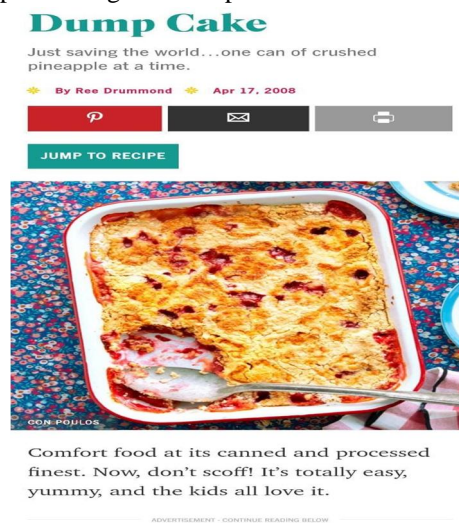 Dump Cake
Just saving the world...one can of crushed
pineapple at a time.
By Ree Drummond Apr 17, 2008
JUMP TO RECIPE
CON POULOS
Comfort food at its canned and processed
finest. Now, don't scoff! It's totally easy,
yummy, and the kids all love it.
ADVERTISEMENT - CONTINUE READING BELOW